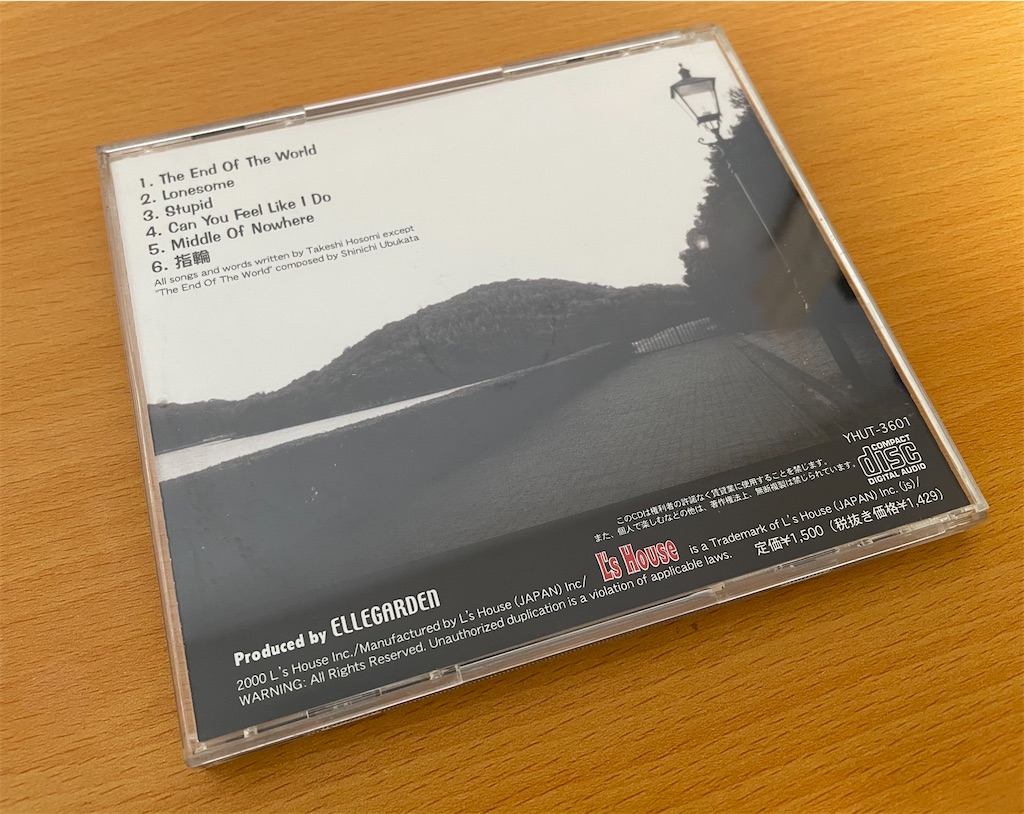 1. The End Of The World
2. Lonesome
3. Stupid
4. Can You Feel Like I Do
5. Middle Of Nowhere
6. 指輪
All songs and words written by Takeshi Hosomi except
"The End Of The World" composed by Shinichi Ubukata
YHUT-3601
COMPACT
disc
DIGITAL AUDIO
このCDは権利者の許諾なく賃貸業に使用することを禁じます。
また、個人で楽しむなどの他は、著作権法上、無断複製は禁じられています。
Produced by ELLEGARDEN
2000 L's House Inc./Manufactured by L's House (JAPAN) Inc/ L's House is a Trademark of L's House (JAPAN) Inc. (js)/
WARNING: All Rights Reserved. Unauthorized duplication is a violation of applicable laws. 定価¥1,500(税抜き価格¥1,429)